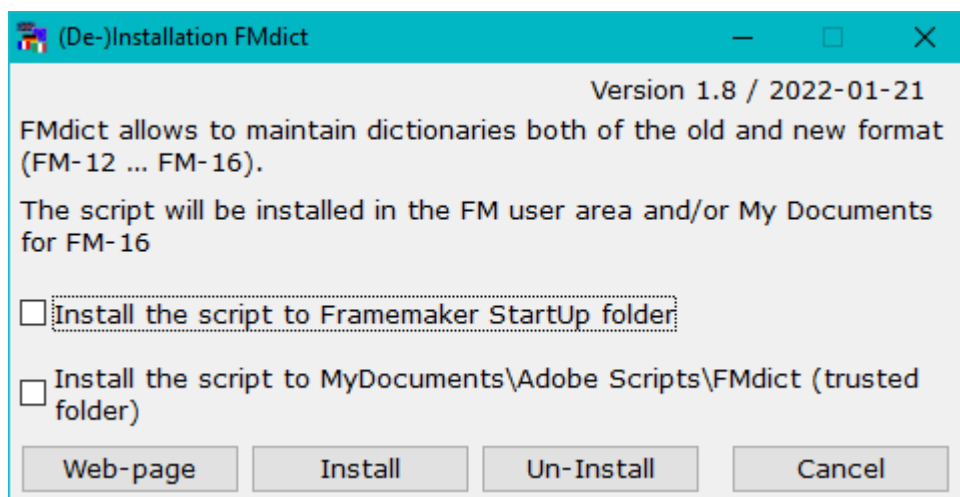 (De-)Installation FMdict
Version 1.8 / 2022-01-21
FMdict allows to maintain dictionaries both of the old and new format
(FM-12 ... FM-16).
The script will be installed in the FM user area and/or My Documents
for FM-16
Install the script to Framemaker StartUp folder
Install the script to MyDocuments\Adobe Scripts\FMdict (trusted
folder)
Web-page Install Un-Install Cancel